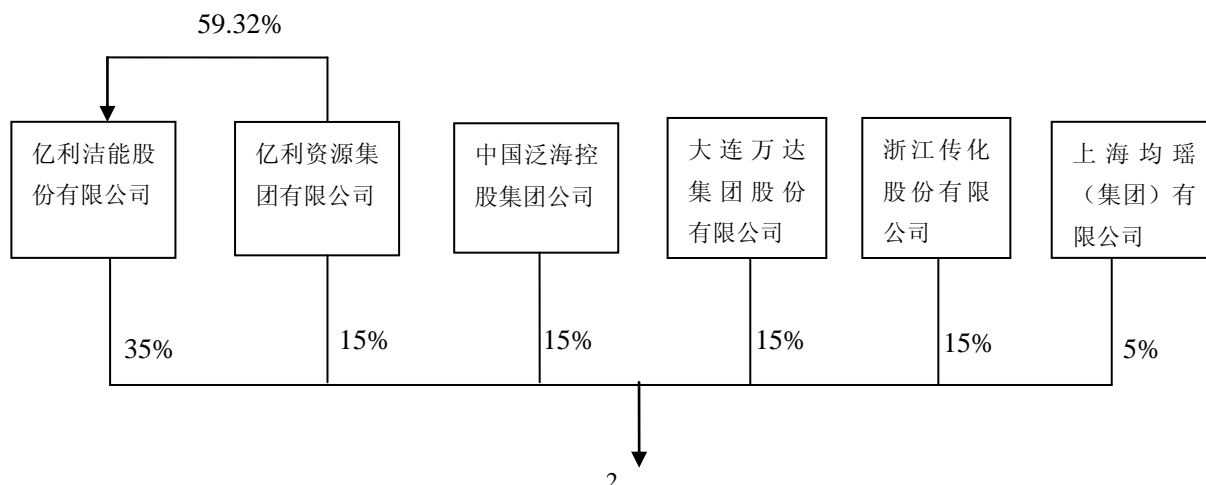 59.32%
亿利洁能股
份有限公司
亿利资源集
团有限公司
中国泛海控
股集团公司
大连万达
集团股份
有限公司
浙江传化
股份有限
公司
上海均瑶
（集团）有
限公司
35%
15%
15%
15%
15%
5%
2